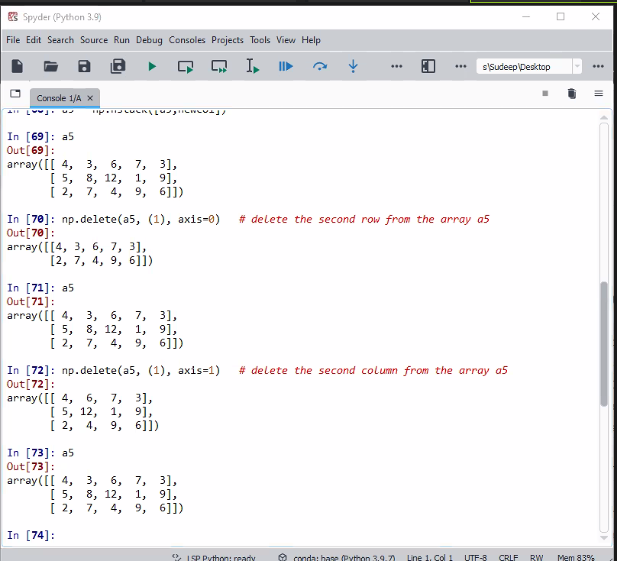 Spyder (Python 3.9)
File Edit Search Source Run Debug Consoles Projects Tools View Help
s\Sudeep\Desktop
Console 1/A
In [69]: a5
Out[69]:
array([[ 4,  3,  6,  7,  3],
       [ 5,  8, 12,  1,  9],
       [ 2,  7,  4,  9,  6]])
In [70]: np.delete(a5, (1), axis=0)   # delete the second row from the array a5
Out[70]:
array([[4, 3, 6, 7, 3],
       [2, 7, 4, 9, 6]])
In [71]: a5
Out[71]:
array([[ 4,  3,  6,  7,  3],
       [ 5,  8, 12,  1,  9],
       [ 2,  7,  4,  9,  6]])
In [72]: np.delete(a5, (1), axis=1)   # delete the second column from the array a5
Out[72]:
array([[ 4,  6,  7,  3],
       [ 5, 12,  1,  9],
       [ 2,  4,  9,  6]])
In [73]: a5
Out[73]:
array([[ 4,  3,  6,  7,  3],
       [ 5,  8, 12,  1,  9],
       [ 2,  7,  4,  9,  6]])
In [74]:
LSP Python: ready conda: base (Python 3.9.7) Line 1, Col 1 UTF-8 CRLF RW Mem 83%